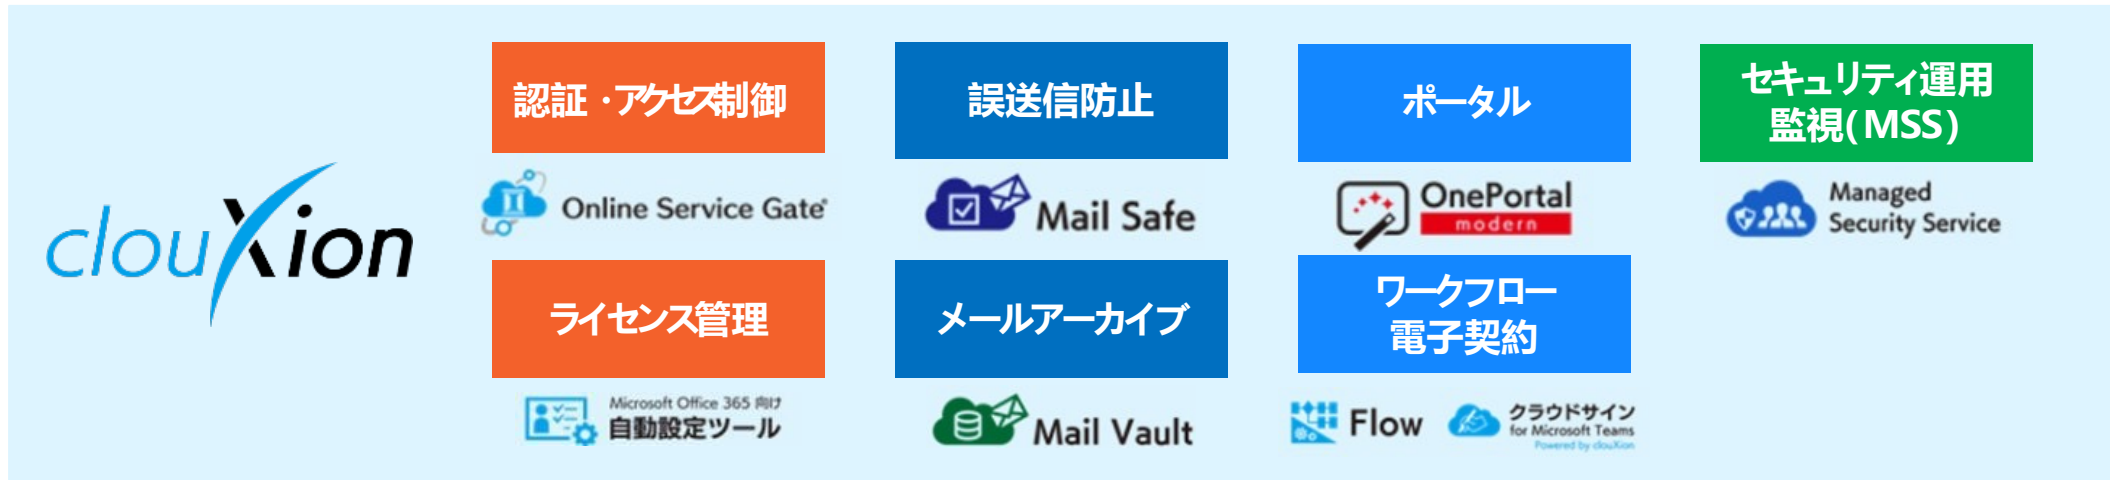 clouXion
認証・アクセス制御
Online Service Gate®
ライセンス管理
Microsoft Office 365 向け
自動設定ツール
誤送信防止
Mail Safe
メールアーカイブ
Mail Vault
ポータル
OnePortal
modern
ワークフロー
電子契約
Flow
クラウドサイン
for Microsoft Teams
Powered by clouXion
セキュリティ運用
監視(MSS)
Managed
Security Service